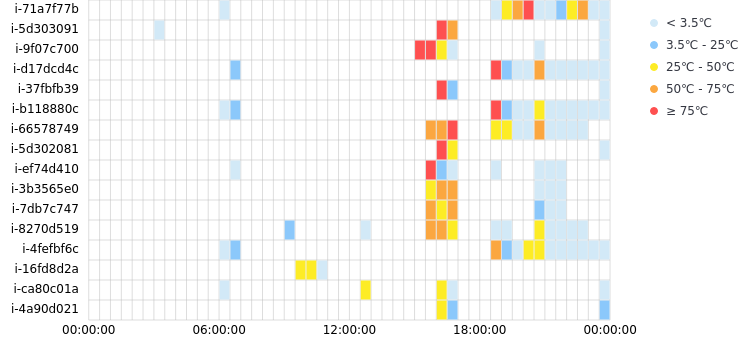 i-71a7f77b
i-5d303091
i-9f07c700
i-d17dcd4c
i-37fbfb39
i-b118880c
i-66578749
i-5d302081
i-ef74d410
i-3b3565e0
i-7db7c747
i-8270d519
i-4fefbf6c
i-16fd8d2a
i-ca80c01a
i-4a90d021
00:00:00 06:00:00 12:00:00 18:00:00 00:00:00
< 3.5℃
3.5℃ - 25℃
25℃ - 50℃
50℃ - 75℃
≥ 75℃